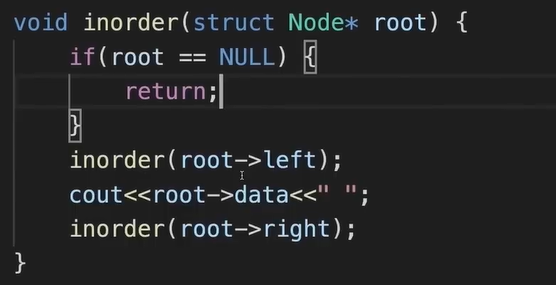 void inorder(struct Node* root) {
    if(root == NULL) {
        return;
    }
    inorder(root->left);
    cout<<root->data<<" ";
    inorder(root->right);
}